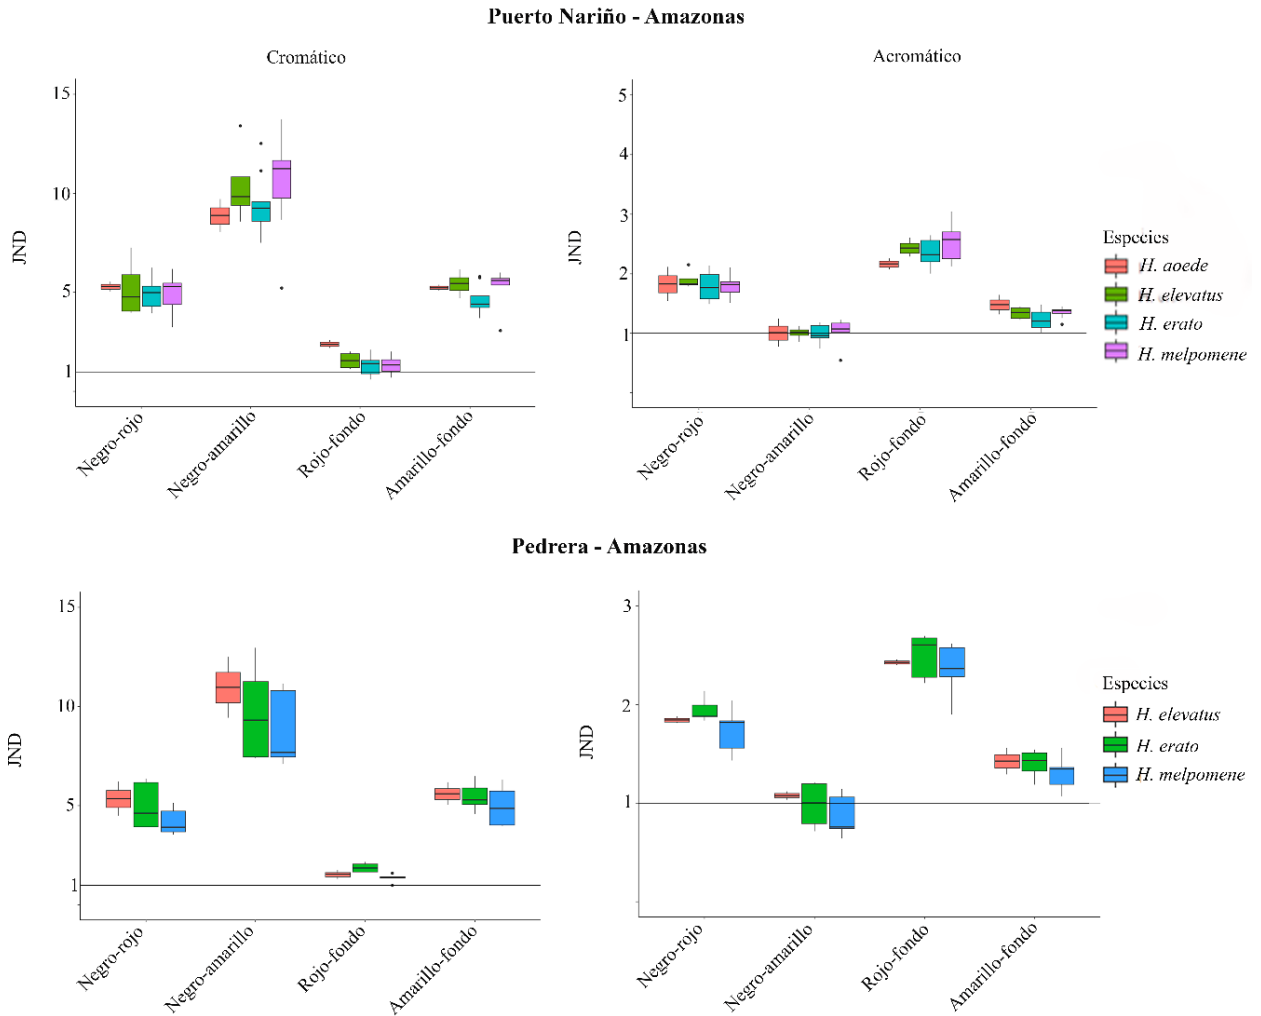 Puerto Nariño - Amazonas
Cromático
Acromático
15
10
5
1
JND
Negro-rojo
Negro-amarillo
Rojo-fondo
Amarillo-fondo
5
4
3
2
1
JND
Negro-rojo
Negro-amarillo
Rojo-fondo
Amarillo-fondo
Especies
H. aoede
H. elevatus
H. erato
H. melpomene
Pedrera - Amazonas
15
10
5
1
JND
Negro-rojo
Negro-amarillo
Rojo-fondo
Amarillo-fondo
3
2
1
JND
Negro-rojo
Negro-amarillo
Rojo-fondo
Amarillo-fondo
Especies
H. elevatus
H. erato
H. melpomene